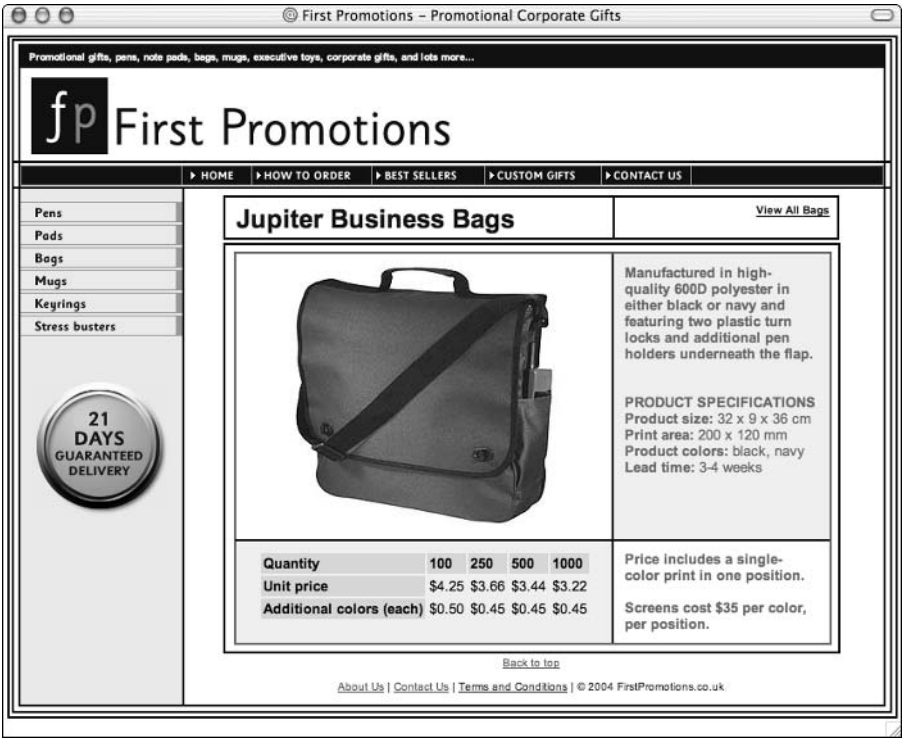 First Promotions – Promotional Corporate Gifts
Promotional gifts, pens, note pads, bags, mugs, executive toys, corporate gifts, and lots more...
fp First Promotions
HOME HOW TO ORDER BEST SELLERS CUSTOM GIFTS CONTACT US
Pens
Pads
Bags
Mugs
Keyrings
Stress busters
21
DAYS
GUARANTEED
DELIVERY
Jupiter Business Bags
View All Bags
Manufactured in high-
quality 600D polyester in
either black or navy and
featuring two plastic turn
locks and additional pen
holders underneath the flap.
PRODUCT SPECIFICATIONS
Product size: 32 x 9 x 36 cm
Print area: 200 x 120 mm
Product colors: black, navy
Lead time: 3-4 weeks
Quantity 100 250 500 1000
Unit price $4.25 $3.66 $3.44 $3.22
Additional colors (each) $0.50 $0.45 $0.45 $0.45
Price includes a single-
color print in one position.
Screens cost $35 per color,
per position.
Back to top
About Us | Contact Us | Terms and Conditions | © 2004 FirstPromotions.co.uk